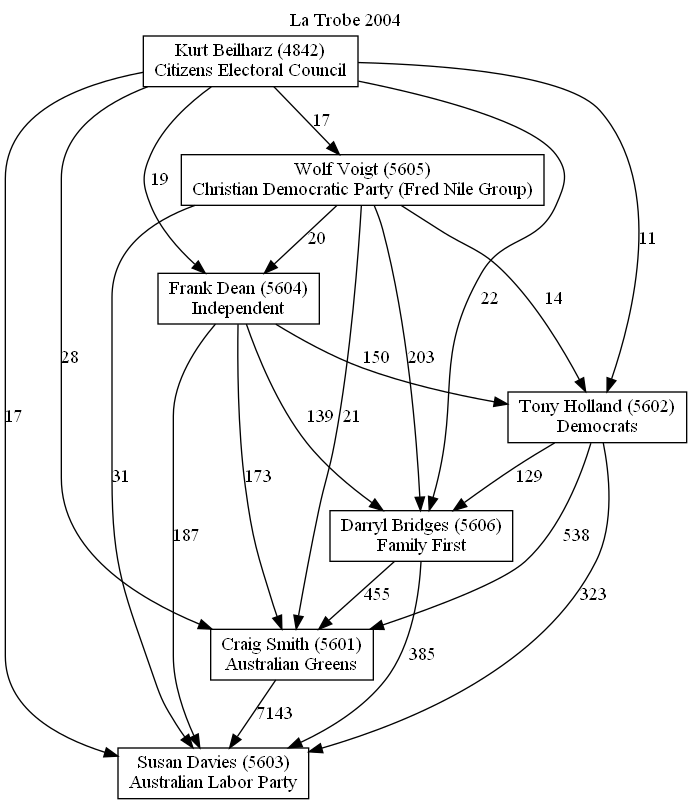 La Trobe 2004
Kurt Beilharz (4842)
Citizens Electoral Council
17
Wolf Voigt (5605)
Christian Democratic Party (Fred Nile Group)
19
20
11
Frank Dean (5604)
Independent
22
14
28
150
203
17
139
21
Tony Holland (5602)
Democrats
31
173
129
Darryl Bridges (5606)
Family First
187
538
455
323
Craig Smith (5601)
Australian Greens
385
7143
Susan Davies (5603)
Australian Labor Party